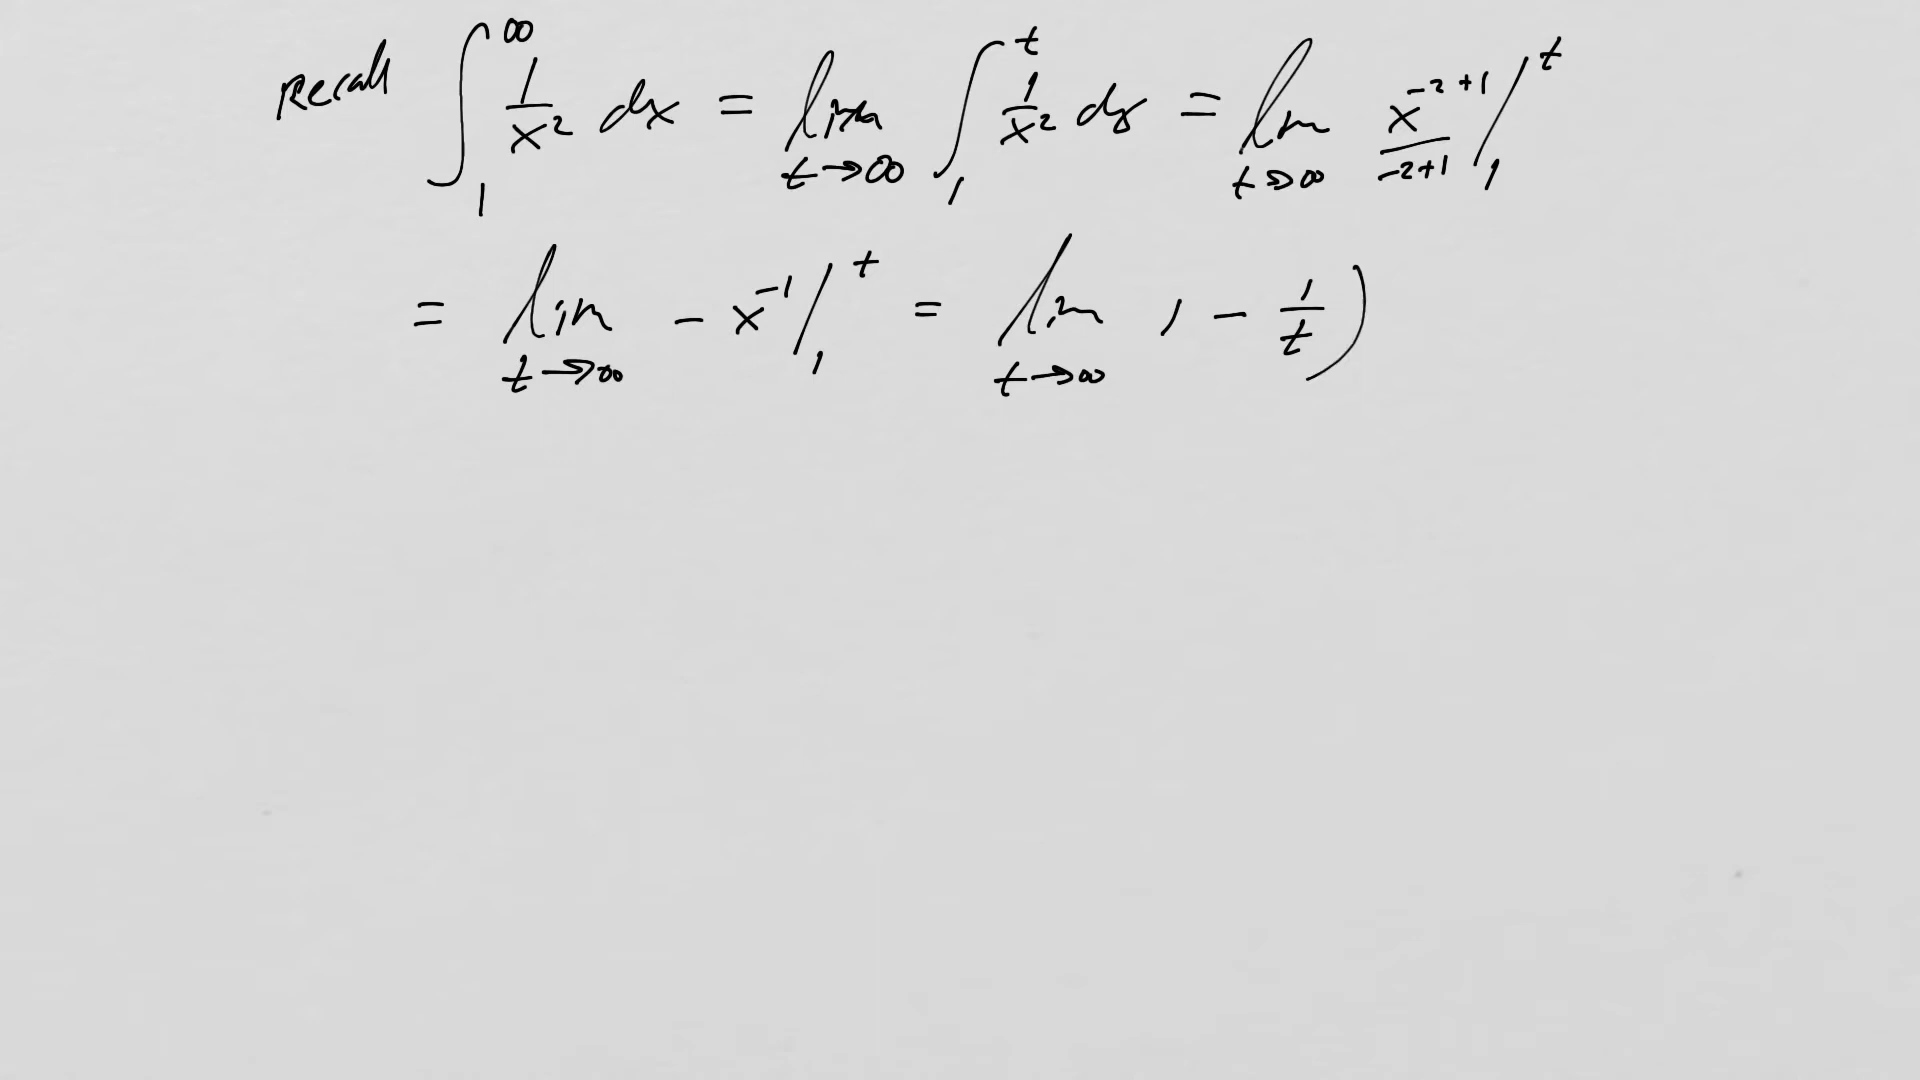 recall ∫₁^∞ 1/x² dx = lim_{t→∞} ∫₁^t 1/x² dx = lim_{t→∞} x^{-2+1}/(-2+1) |₁^t
= lim_{t→∞} - x^{-1} |₁^t = lim_{t→∞} 1 - 1/t )